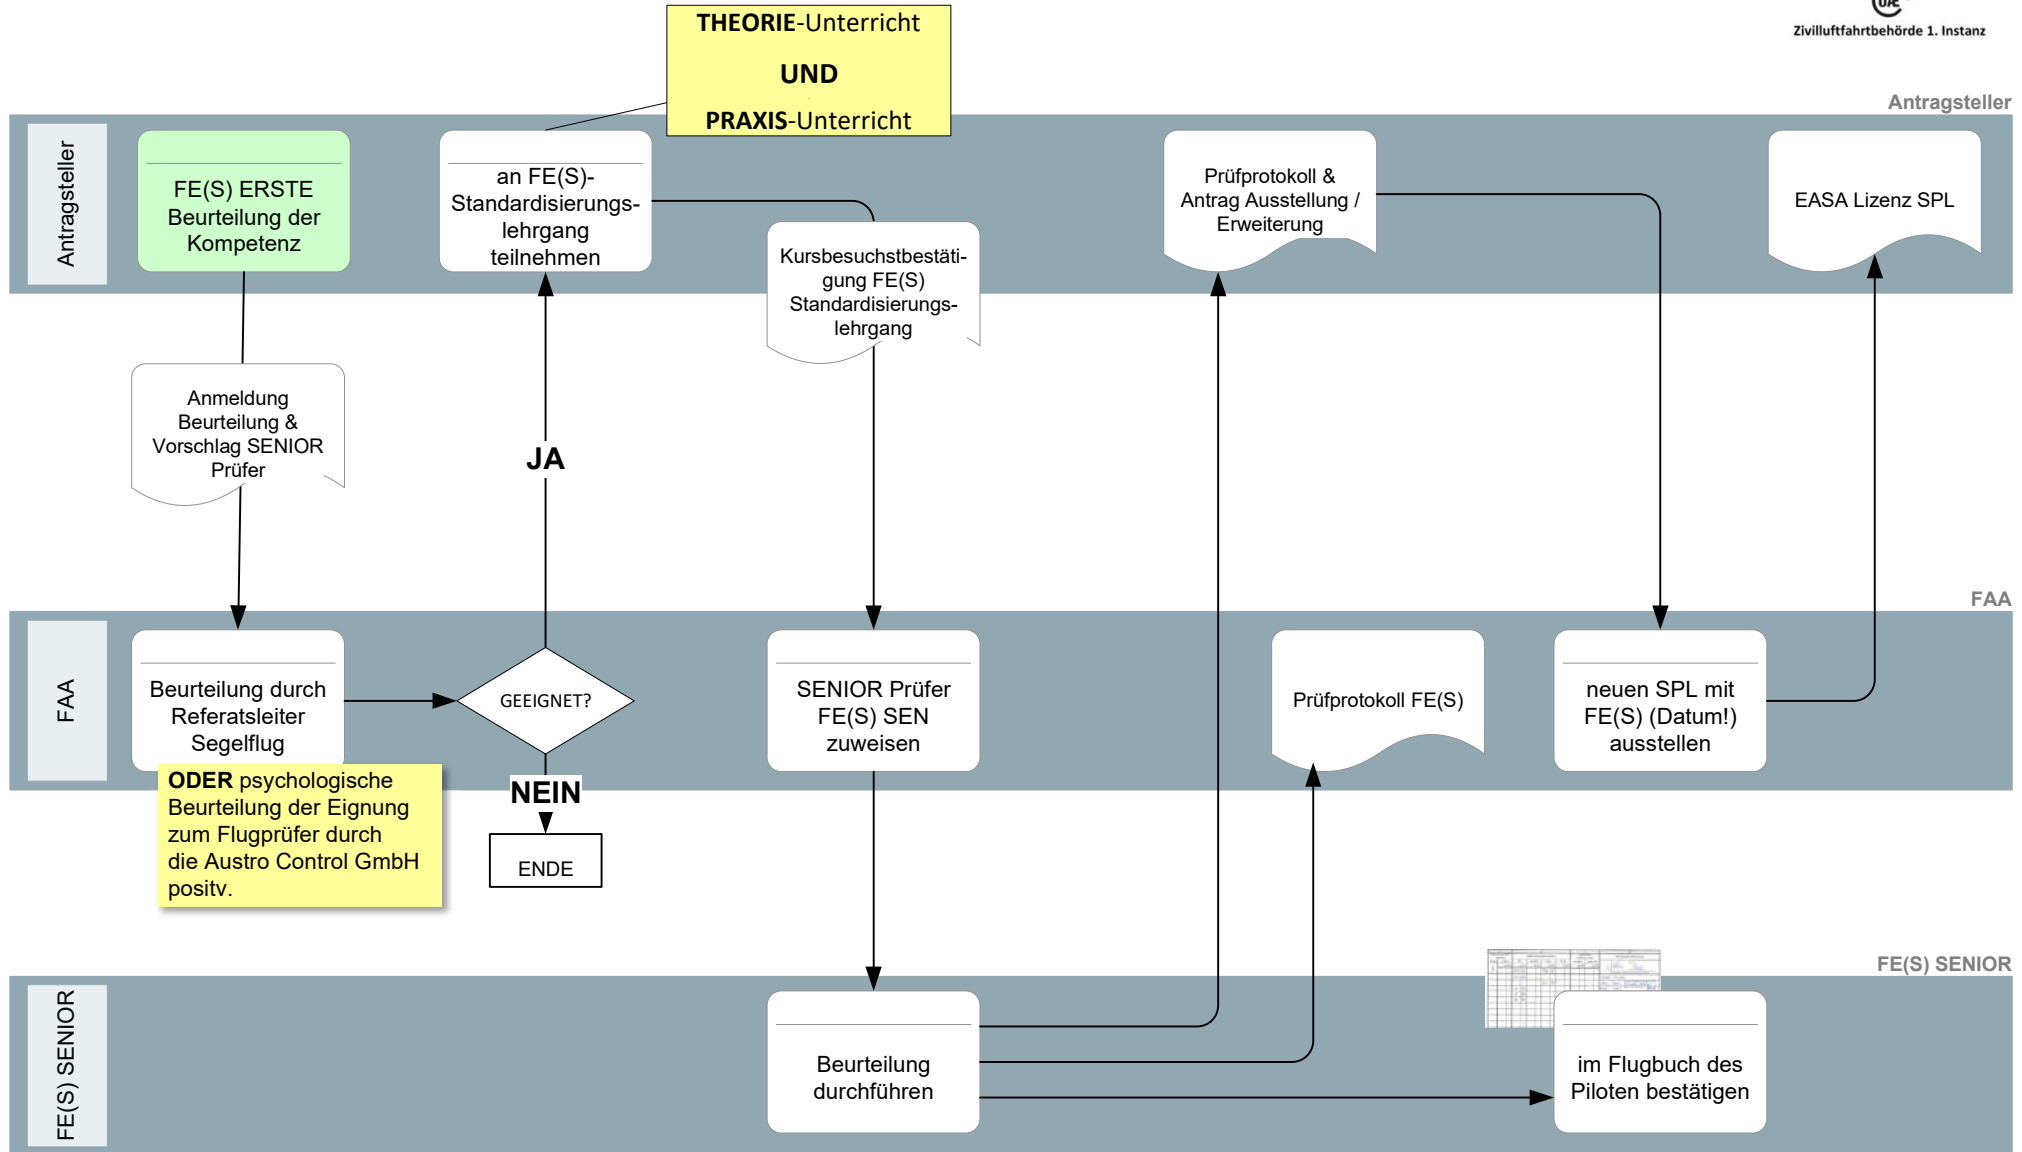 THEORIE-Unterricht
UND
PRAXIS-Unterricht
Zivilluftfahrtbehörde 1. Instanz
Antragsteller
Antragsteller
FE(S) ERSTE
Beurteilung der
Kompetenz
an FE(S)-
Standardisierungs-
lehrgang
teilnehmen
Kursbesuchstbestäti-
gung FE(S)
Standardisierungs-
lehrgang
Prüfprotokoll &
Antrag Ausstellung /
Erweiterung
EASA Lizenz SPL
Anmeldung
Beurteilung &
Vorschlag SENIOR
Prüfer
JA
FAA
FAA
Beurteilung durch
Referatsleiter
Segelflug
GEEIGNET?
SENIOR Prüfer
FE(S) SEN
zuweisen
Prüfprotokoll FE(S)
neuen SPL mit
FE(S) (Datum!)
ausstellen
ODER psychologische
Beurteilung der Eignung
zum Flugprüfer durch
die Austro Control GmbH
positv.
NEIN
ENDE
FE(S) SENIOR
FE(S) SENIOR
Beurteilung
durchführen
im Flugbuch des
Piloten bestätigen